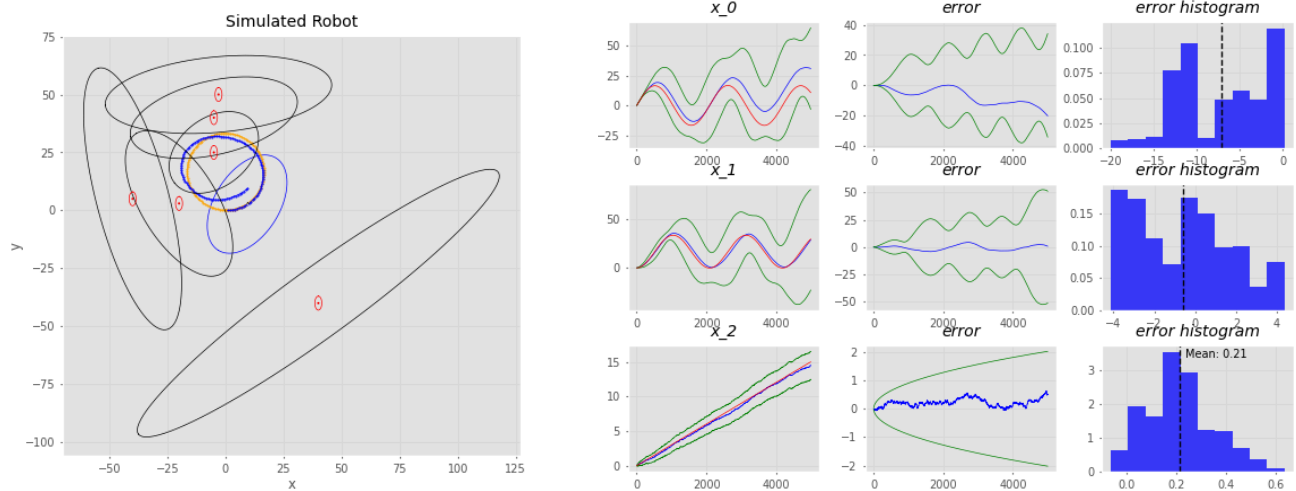 Simulated Robot
75
50
25
0
−25
−50
−75
−100
y
−50 −25 0 25 50 75 100 125
x
x_0
50
25
0
−25
0 2000 4000
error
40
20
0
−20
−40
0 2000 4000
error histogram
0.100
0.075
0.050
0.025
0.000
−20 −15 −10 −5 0
x_1
50
0
0 2000 4000
error
50
25
0
−25
−50
0 2000 4000
error histogram
0.15
0.10
0.05
0.00
−4 −2 0 2 4
x_2
15
10
5
0
0 2000 4000
error
2
1
0
−1
−2
0 2000 4000
error histogram
Mean: 0.21
3
2
1
0
0.0 0.2 0.4 0.6